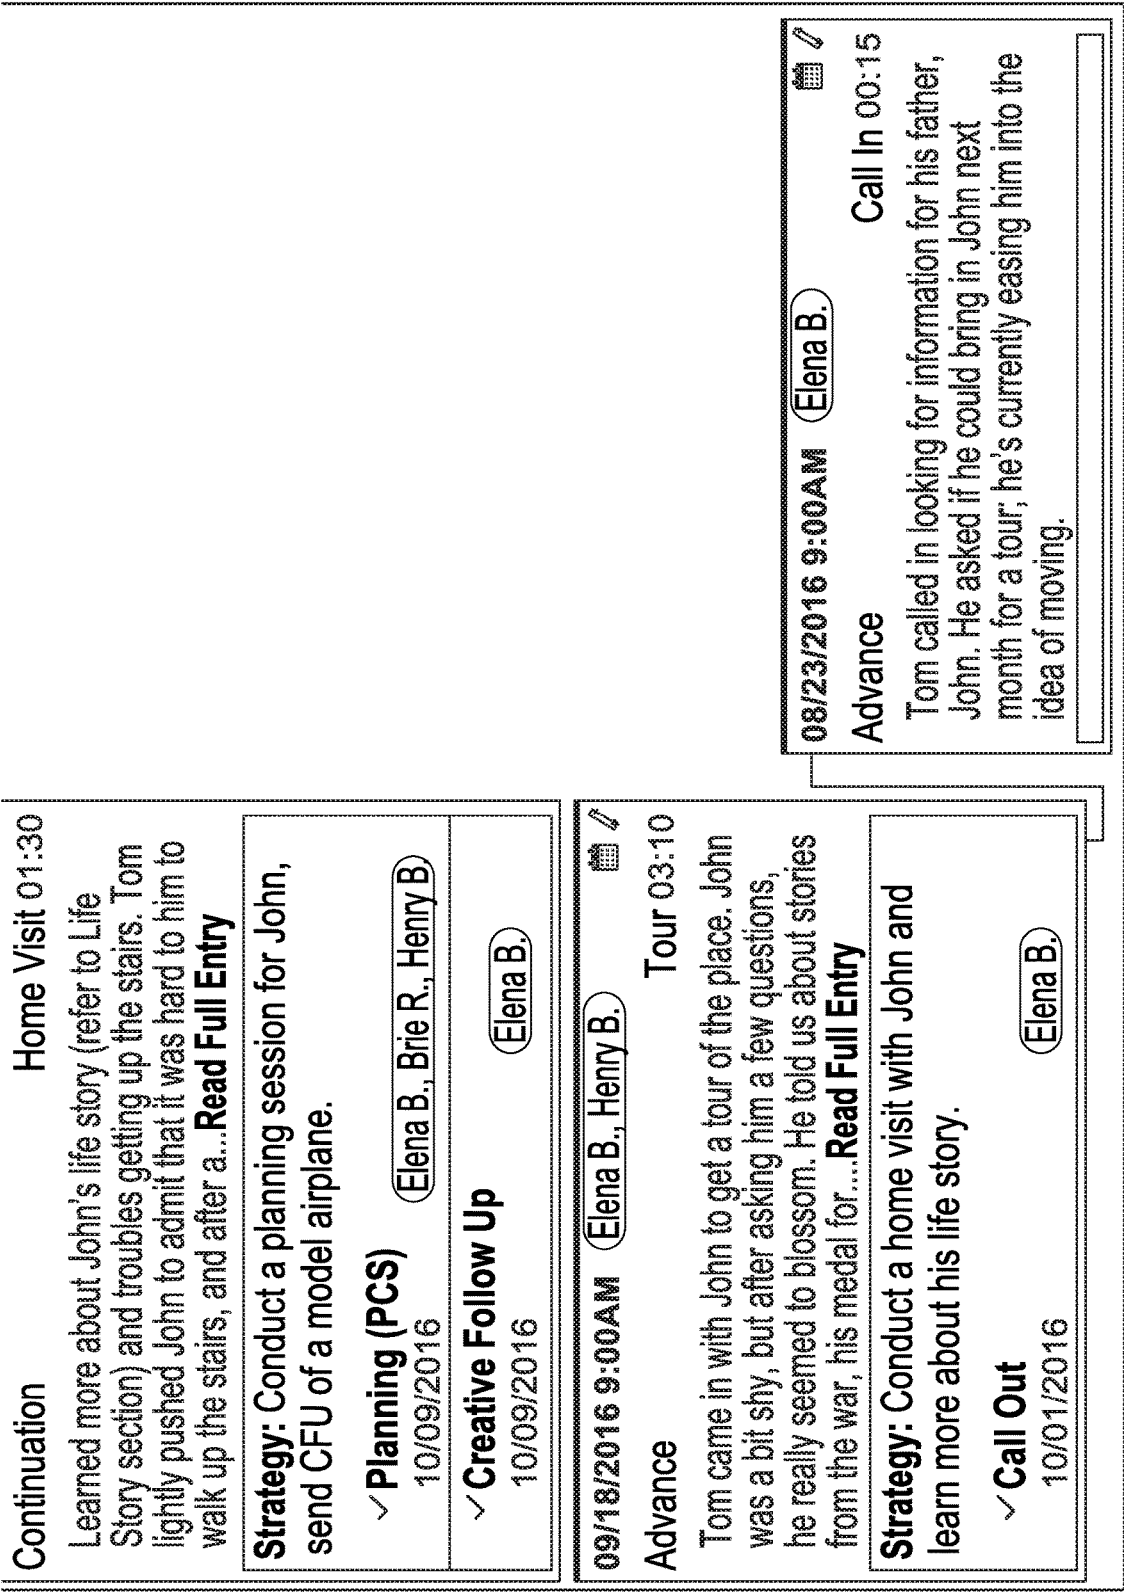 Continuation Home Visit 01:30
Learned more about John's life story (refer to Life
Story section) and troubles getting up the stairs. Tom
lightly pushed John to admit that it was hard to him to
walk up the stairs, and after a...Read Full Entry
Strategy: Conduct a planning session for John,
send CFU of a model airplane.
✓Planning (PCS)
10/09/2016 Elena B., Brie R., Henry B.
✓Creative Follow Up
10/09/2016 Elena B.
09/18/2016 9:00AM Elena B., Henry B.
Advance Tour 03:10
Tom came in with John to get a tour of the place. John
was a bit shy, but after asking him a few questions,
he really seemed to blossom. He told us about stories
from the war, his medal for....Read Full Entry
Strategy: Conduct a home visit with John and
learn more about his life story.
✓Call Out
10/01/2016 Elena B.
08/23/2016 9:00AM Elena B.
Advance Call In 00:15
Tom called in looking for information for his father,
John. He asked if he could bring in John next
month for a tour; he's currently easing him into the
idea of moving.